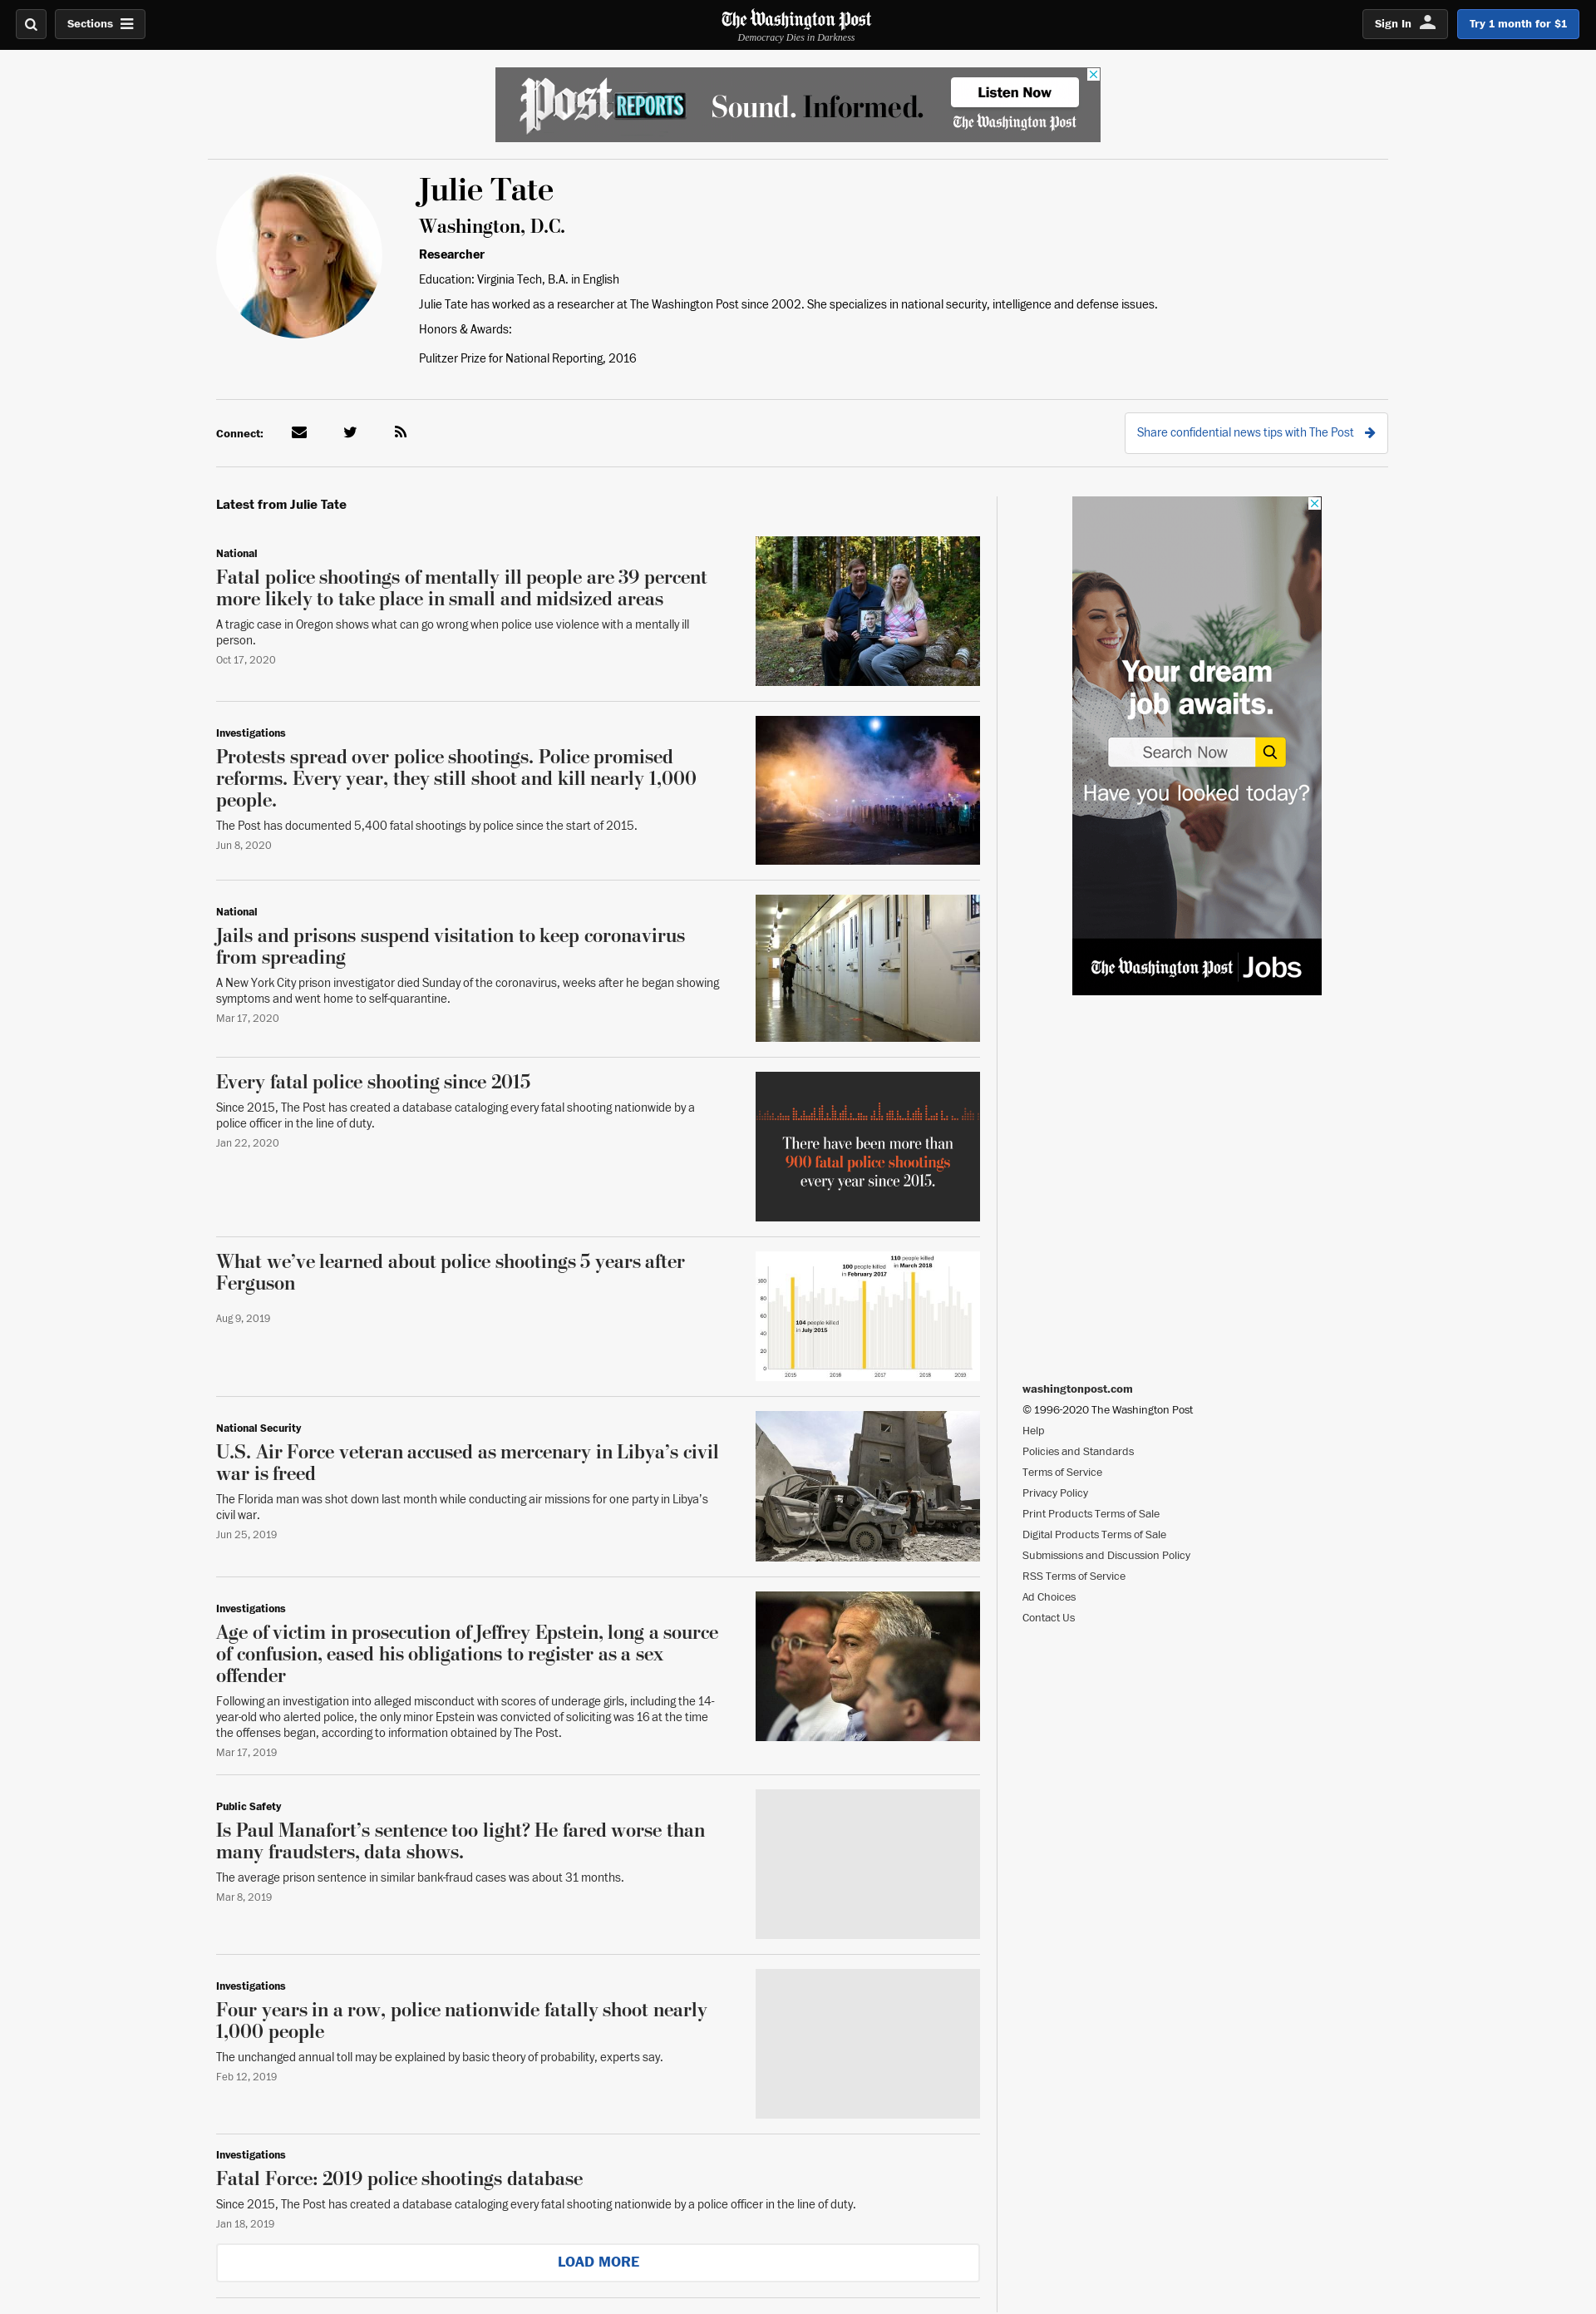 Sections
The Washington Post
Democracy Dies in Darkness
Sign In
Try 1 month for $1
Post REPORTS
Sound. Informed.
Listen Now
The Washington Post
Julie Tate
Washington, D.C.
Researcher
Education: Virginia Tech, B.A. in English
Julie Tate has worked as a researcher at The Washington Post since 2002. She specializes in national security, intelligence and defense issues.
Honors & Awards:
Pulitzer Prize for National Reporting, 2016
Connect:
Share confidential news tips with The Post
Latest from Julie Tate
National
Fatal police shootings of mentally ill people are 39 percent
more likely to take place in small and midsized areas
A tragic case in Oregon shows what can go wrong when police use violence with a mentally ill
person.
Oct 17, 2020
Investigations
Protests spread over police shootings. Police promised
reforms. Every year, they still shoot and kill nearly 1,000
people.
The Post has documented 5,400 fatal shootings by police since the start of 2015.
Jun 8, 2020
National
Jails and prisons suspend visitation to keep coronavirus
from spreading
A New York City prison investigator died Sunday of the coronavirus, weeks after he began showing
symptoms and went home to self-quarantine.
Mar 17, 2020
Every fatal police shooting since 2015
Since 2015, The Post has created a database cataloging every fatal shooting nationwide by a
police officer in the line of duty.
Jan 22, 2020
There have been more than
900 fatal police shootings
every year since 2015.
What we’ve learned about police shootings 5 years after
Ferguson
Aug 9, 2019
110 people killed
in March 2018
100 people killed
in February 2017
104 people killed
in July 2015
100
80
60
40
20
0
2015 2016 2017 2018 2019
National Security
U.S. Air Force veteran accused as mercenary in Libya’s civil
war is freed
The Florida man was shot down last month while conducting air missions for one party in Libya’s
civil war.
Jun 25, 2019
Investigations
Age of victim in prosecution of Jeffrey Epstein, long a source
of confusion, eased his obligations to register as a sex
offender
Following an investigation into alleged misconduct with scores of underage girls, including the 14-
year-old who alerted police, the only minor Epstein was convicted of soliciting was 16 at the time
the offenses began, according to information obtained by The Post.
Mar 17, 2019
Public Safety
Is Paul Manafort’s sentence too light? He fared worse than
many fraudsters, data shows.
The average prison sentence in similar bank-fraud cases was about 31 months.
Mar 8, 2019
Investigations
Four years in a row, police nationwide fatally shoot nearly
1,000 people
The unchanged annual toll may be explained by basic theory of probability, experts say.
Feb 12, 2019
Investigations
Fatal Force: 2019 police shootings database
Since 2015, The Post has created a database cataloging every fatal shooting nationwide by a police officer in the line of duty.
Jan 18, 2019
LOAD MORE
Your dream
job awaits.
Search Now
Have you looked today?
The Washington Post Jobs
washingtonpost.com
© 1996-2020 The Washington Post
Help
Policies and Standards
Terms of Service
Privacy Policy
Print Products Terms of Sale
Digital Products Terms of Sale
Submissions and Discussion Policy
RSS Terms of Service
Ad Choices
Contact Us